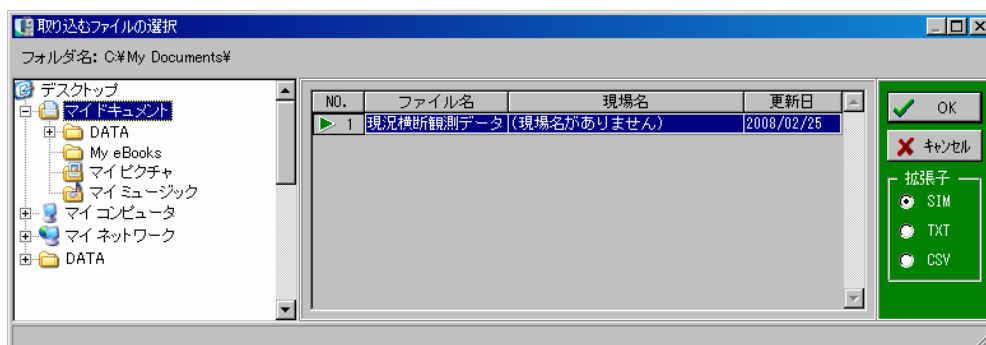 取り込むファイルの選択
フォルダ名: C:¥My Documents¥
デスクトップ
マイ ドキュメント
DATA
My eBooks
マイ ピクチャ
マイ ミュージック
マイ コンピュータ
マイ ネットワーク
DATA
NO. ファイル名 現場名 更新日
1 現況横断観測データ (現場名がありません) 2008/02/25
OK
キャンセル
拡張子
SIM
TXT
CSV